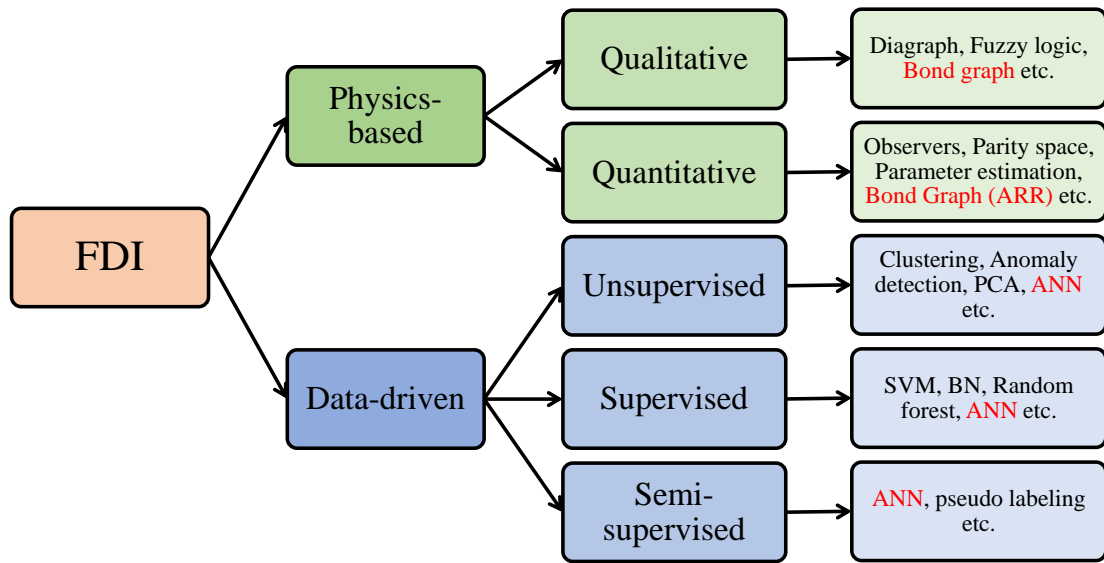 FDI
Physics-
based
Data-driven
Qualitative
Quantitative
Unsupervised
Supervised
Semi-
supervised
Diagraph, Fuzzy logic,
Bond graph etc.
Observers, Parity space,
Parameter estimation,
Bond Graph (ARR) etc.
Clustering, Anomaly
detection, PCA, ANN
etc.
SVM, BN, Random
forest, ANN etc.
ANN, pseudo labeling
etc.